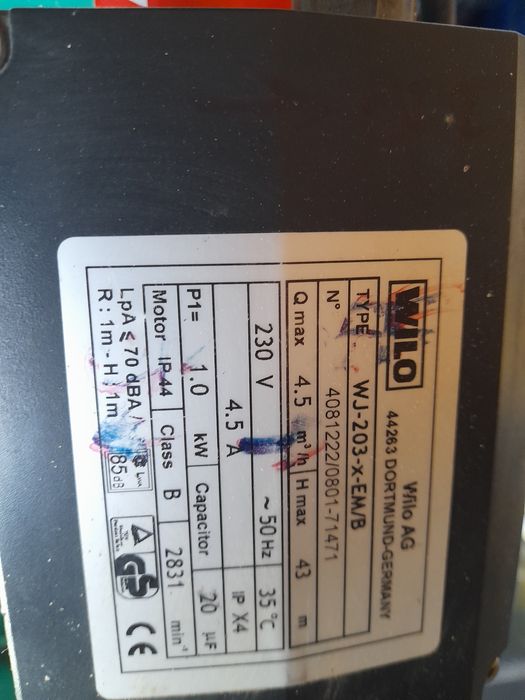 WILO
Wilo AG
44263 DORTMUND-GERMANY
TYPE WJ-203-x-EM/B
N° 4081222/0801-71471
Q max 4.5 m³/h H max 43 m
230 V ~ 50 Hz 35 °C
4.5 A IP X4
P1= 1.0 kW Capacitor 20 µF
Motor IP 44 Class B 2831 min⁻¹
LpA ≤ 70 dBA/
R : 1m - H : 1m
LWA
85dB
GS
CE